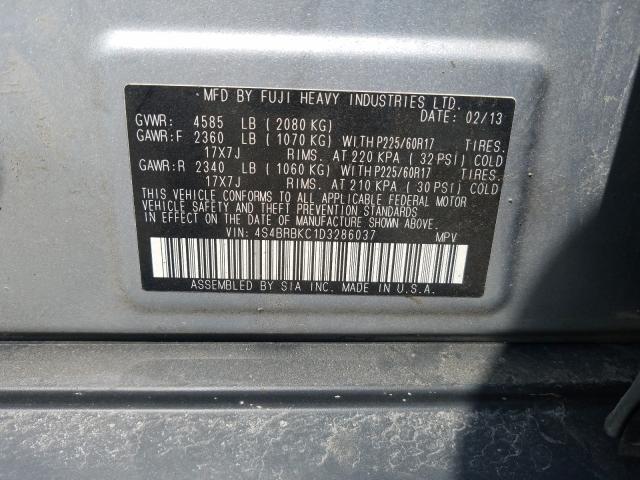 MFD BY FUJI HEAVY INDUSTRIES LTD.
GVWR: 4585 LB (2080 KG) DATE: 02/13
GAWR:F 2360 LB (1070 KG) WITH P225/60R17 TIRES.
17X7J RIMS. AT 220 KPA (32 PSI) COLD
GAWR:R 2340 LB (1060 KG) WITH P225/60R17 TIRES.
17X7J RIMS. AT 210 KPA (30 PSI) COLD
THIS VEHICLE CONFORMS TO ALL APPLICABLE FEDERAL MOTOR
VEHICLE SAFETY AND THEFT PREVENTION STANDARDS
IN EFFECT ON THE DATE OF MANUFACTURE SHOWN ABOVE.
VIN: 4S4BRBKC1D3286037 MPV
ASSEMBLED BY SIA INC. MADE IN U.S.A.